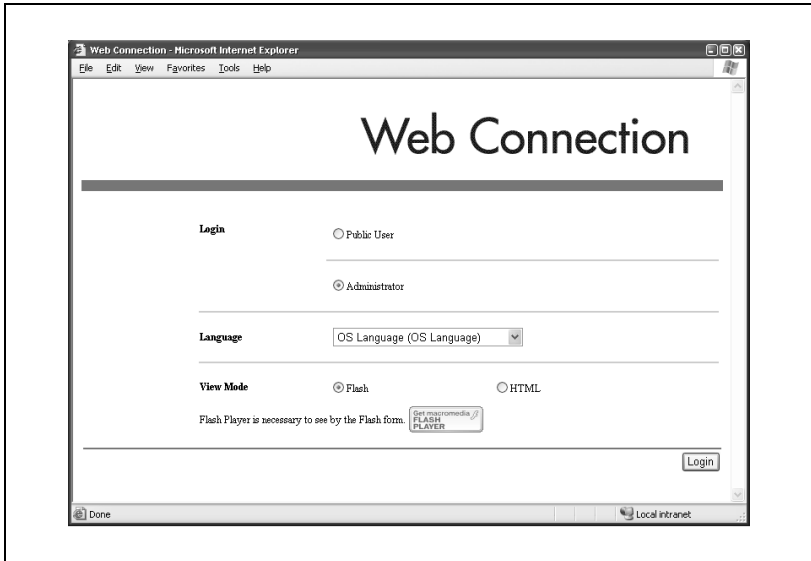 Web Connection - Microsoft Internet Explorer
File Edit View Favorites Tools Help
Web Connection
Login
Public User
Administrator
Language
OS Language (OS Language)
View Mode
Flash
HTML
Flash Player is necessary to see by the Flash form.
Get macromedia
FLASH
PLAYER
Login
Done
Local intranet